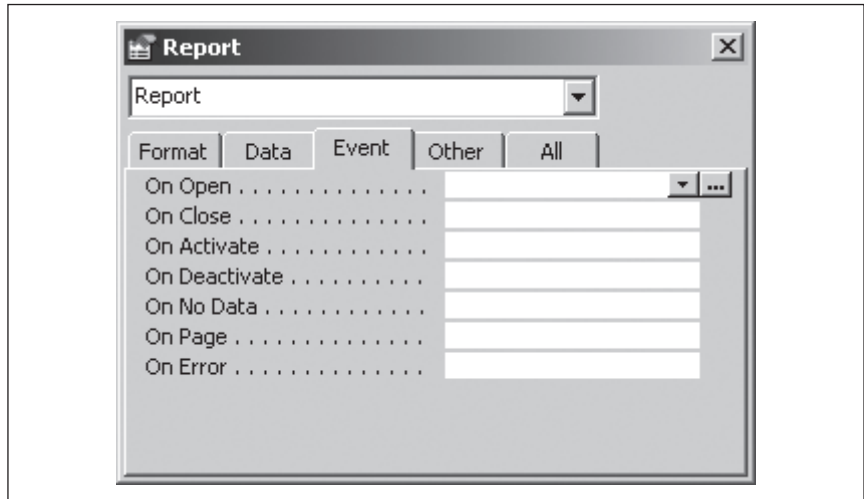 Report
Report
Format Data Event Other All
On Open . . . . . . . . . . . . . . .
On Close . . . . . . . . . . . . . .
On Activate . . . . . . . . . . . . .
On Deactivate . . . . . . . . . . .
On No Data . . . . . . . . . . . . .
On Page . . . . . . . . . . . . . . .
On Error . . . . . . . . . . . . . . .